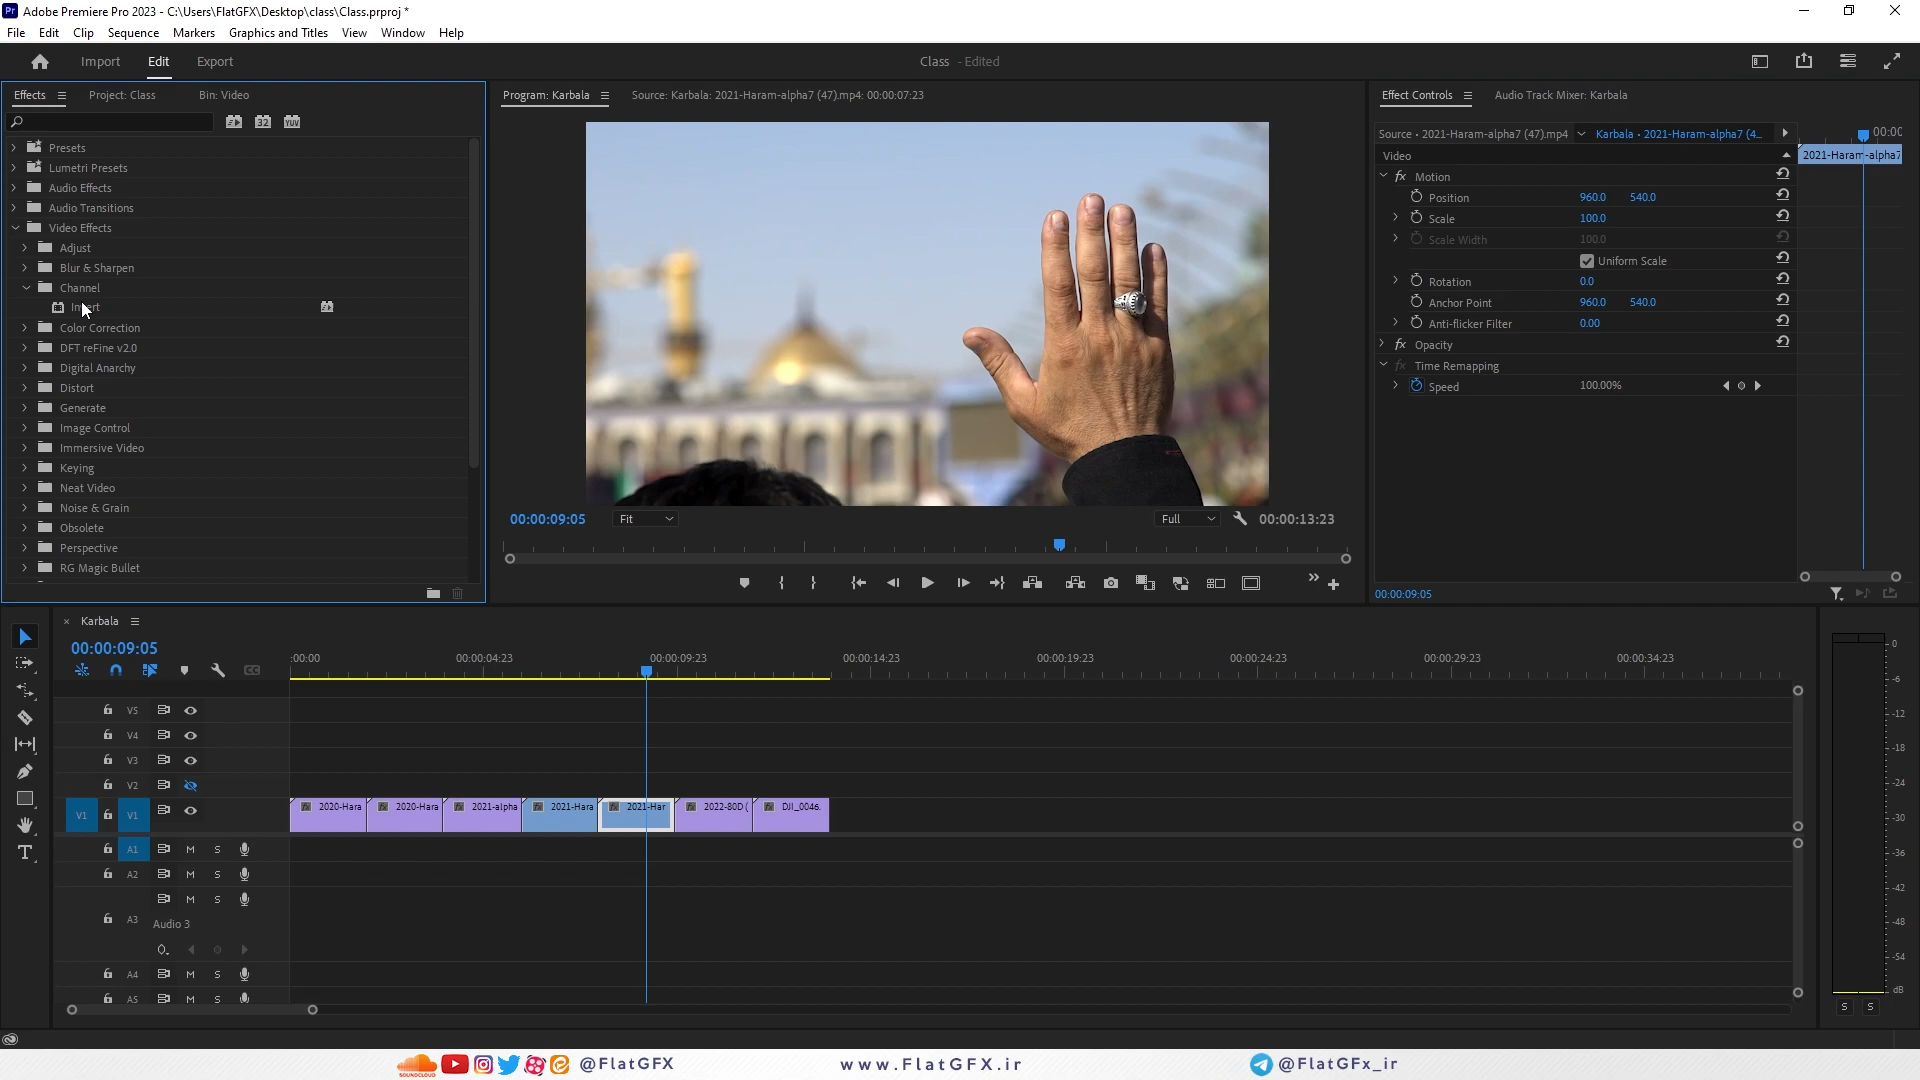 Adobe Premiere Pro 2023 - C:\Users\FlatGFX\Desktop\class\Class.prproj *
File Edit Clip Sequence Markers Graphics and Titles View Window Help
Import Edit Export
Class - Edited
Effects Project: Class Bin: Video
32 YUV
Presets
Lumetri Presets
Audio Effects
Audio Transitions
Video Effects
Adjust
Blur & Sharpen
Channel
Invert
Color Correction
DFT reFine v2.0
Digital Anarchy
Distort
Generate
Image Control
Immersive Video
Keying
Neat Video
Noise & Grain
Obsolete
Perspective
RG Magic Bullet
Program: Karbala Source: Karbala: 2021-Haram-alpha7 (47).mp4: 00:00:07:23
00:00:09:05 Fit Full 00:00:13:23
Effect Controls Audio Track Mixer: Karbala
Source • 2021-Haram-alpha7 (47).mp4 Karbala • 2021-Haram-alpha7 (4... 00:00
Video 2021-Haram-alpha7
fx Motion
Position 960.0 540.0
Scale 100.0
Scale Width 100.0
Uniform Scale
Rotation 0.0
Anchor Point 960.0 540.0
Anti-flicker Filter 0.00
fx Opacity
fx Time Remapping
Speed 100.00%
00:00:09:05
× Karbala
00:00:09:05
:00:00 00:00:04:23 00:00:09:23 00:00:14:23 00:00:19:23 00:00:24:23 00:00:29:23 00:00:34:23
V5
V4
V3
V2
V1 V1 2020-Hara 2020-Hara 2021-alpha 2021-Hara 2021-Har 2022-80D ( DJI_0046.
A1 M S
A2 M S
M S
A3
Audio 3
A4 M S
A5 M S
0
-6
-12
-18
-24
-30
-36
-42
-48
-54
dB
S S
SOUNDCLOUD @FlatGFX www.FlatGFX.ir @FlatGFx_ir